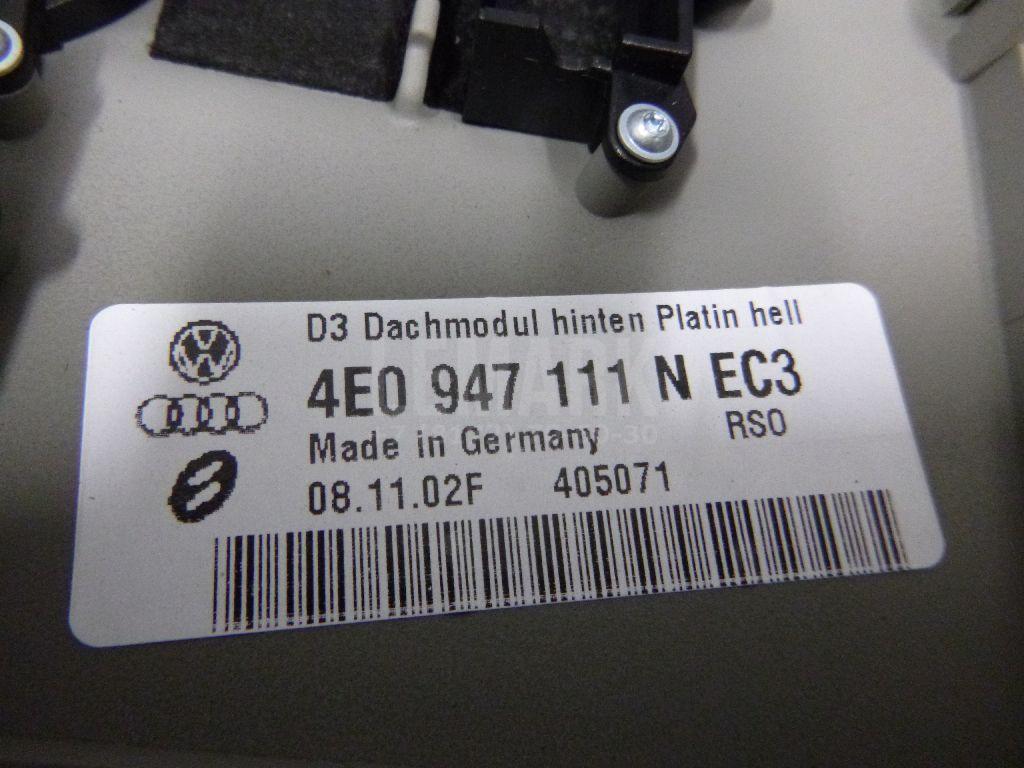 D3 Dachmodul hinten Platin hell
4E0 947 111 N EC3
Made in Germany RSO
08.11.02F 405071